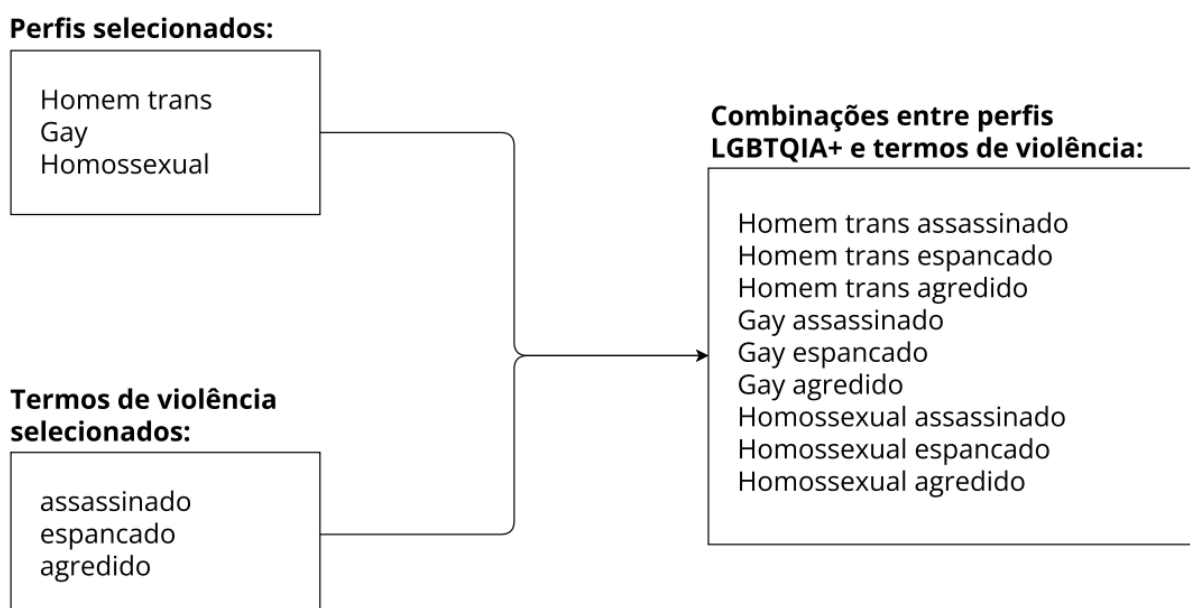 Perfis selecionados:
Homem trans
Gay
Homossexual
Termos de violência
selecionados:
assassinado
espancado
agredido
Combinações entre perfis
LGBTQIA+ e termos de violência:
Homem trans assassinado
Homem trans espancado
Homem trans agredido
Gay assassinado
Gay espancado
Gay agredido
Homossexual assassinado
Homossexual espancado
Homossexual agredido